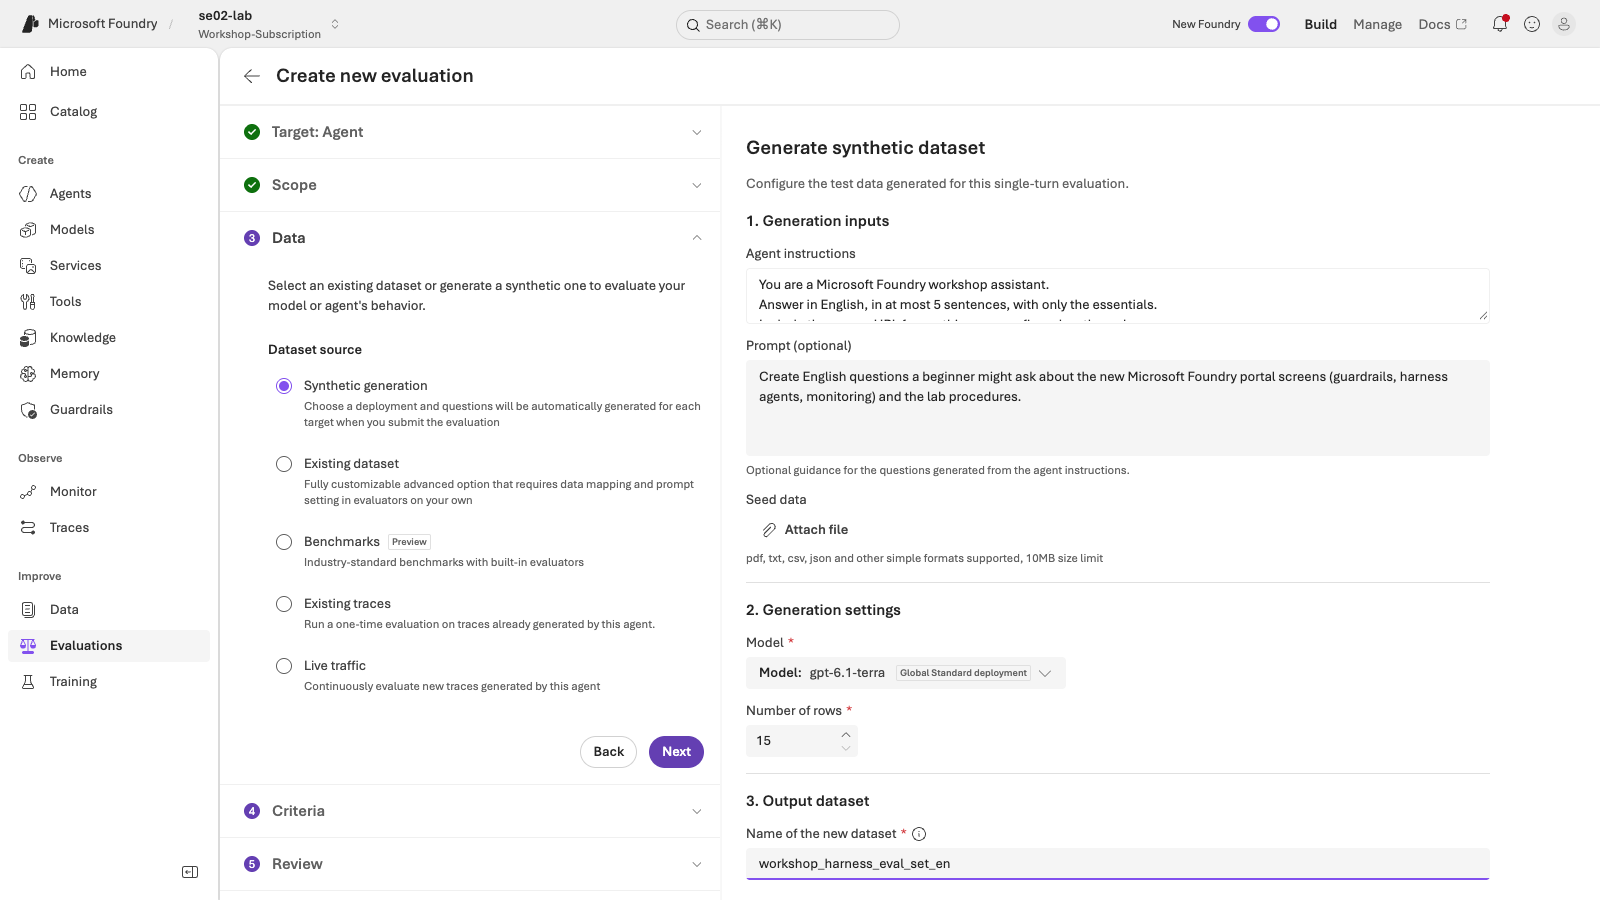 Microsoft Foundry
/
se02-lab
Workshop-Subscription
Search (⌘K)
New Foundry
Build
Manage
Docs
Home
Catalog
Create
Agents
Models
Services
Tools
Knowledge
Memory
Guardrails
Observe
Monitor
Traces
Improve
Data
Evaluations
Training
Create new evaluation
Target: Agent
Scope
3 Data
Select an existing dataset or generate a synthetic one to evaluate your
model or agent's behavior.
Dataset source
Synthetic generation
Choose a deployment and questions will be automatically generated for each
target when you submit the evaluation
Existing dataset
Fully customizable advanced option that requires data mapping and prompt
setting in evaluators on your own
Benchmarks Preview
Industry-standard benchmarks with built-in evaluators
Existing traces
Run a one-time evaluation on traces already generated by this agent.
Live traffic
Continuously evaluate new traces generated by this agent
Back
Next
4 Criteria
5 Review
Generate synthetic dataset
Configure the test data generated for this single-turn evaluation.
1. Generation inputs
Agent instructions
You are a Microsoft Foundry workshop assistant.
Answer in English, in at most 5 sentences, with only the essentials.
Prompt (optional)
Create English questions a beginner might ask about the new Microsoft Foundry portal screens (guardrails, harness
agents, monitoring) and the lab procedures.
Optional guidance for the questions generated from the agent instructions.
Seed data
Attach file
pdf, txt, csv, json and other simple formats supported, 10MB size limit
2. Generation settings
Model *
Model: gpt-6.1-terra Global Standard deployment
Number of rows *
15
3. Output dataset
Name of the new dataset *
workshop_harness_eval_set_en